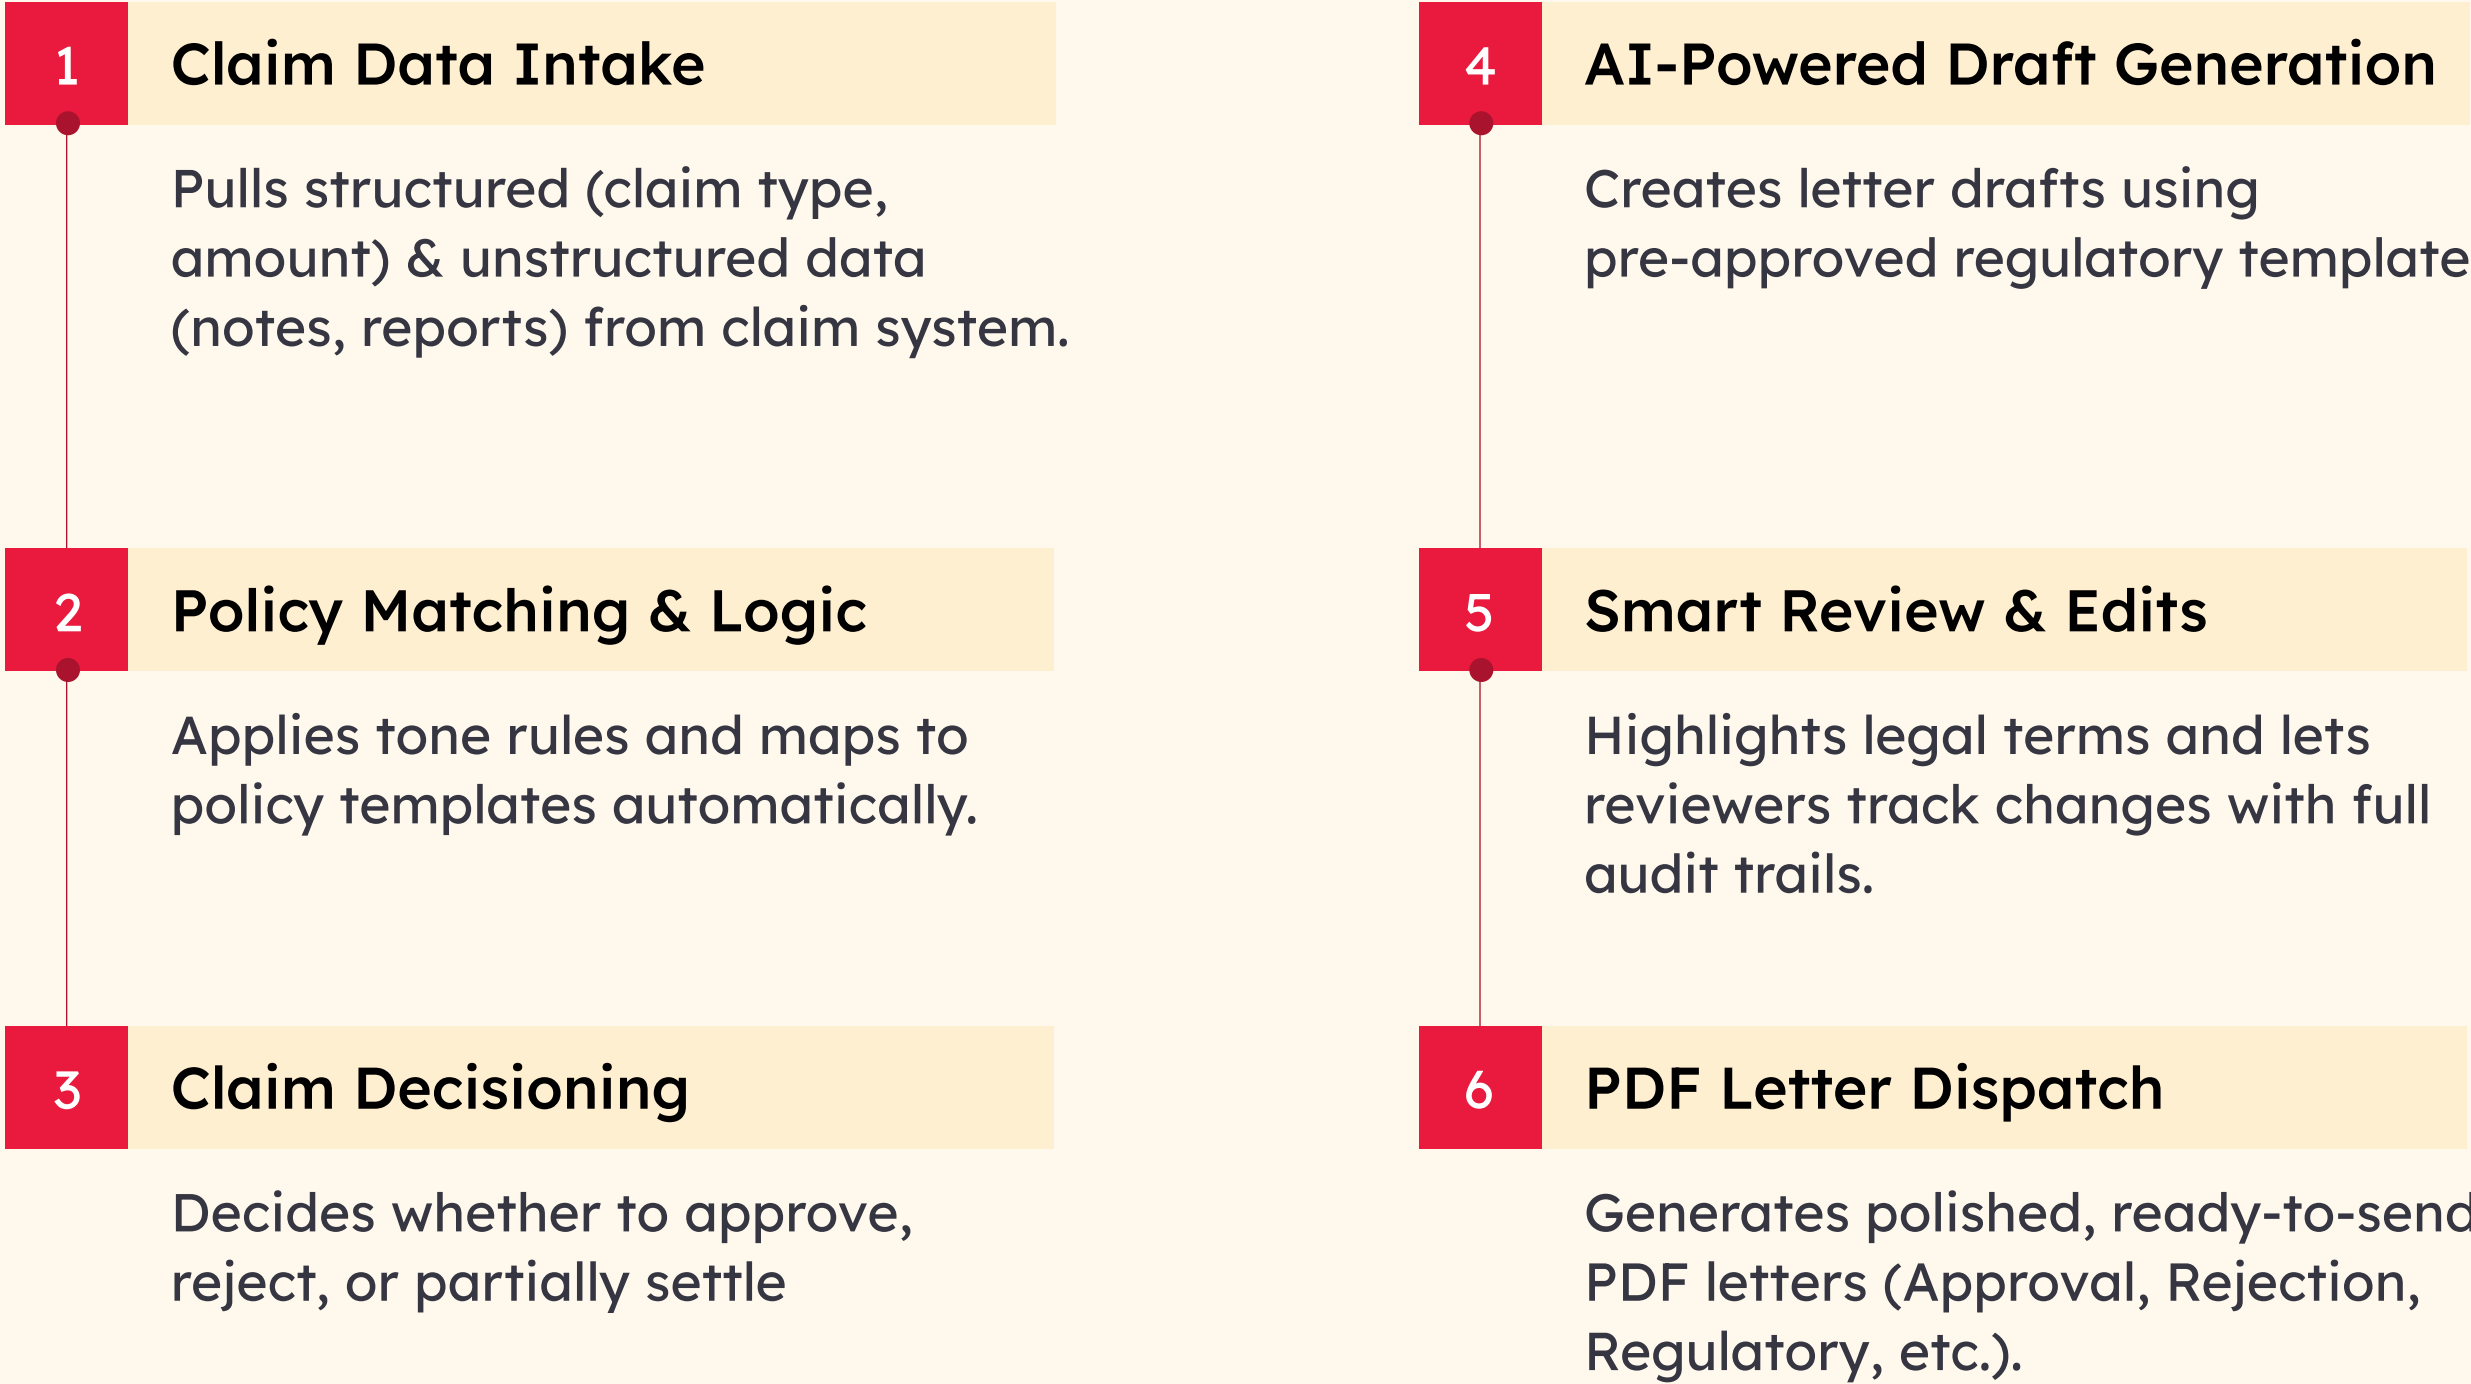 1
Claim Data Intake
Pulls structured (claim type,
amount) & unstructured data
(notes, reports) from claim system.
2
Policy Matching & Logic
Applies tone rules and maps to
policy templates automatically.
3
Claim Decisioning
Decides whether to approve,
reject, or partially settle
4
AI-Powered Draft Generation
Creates letter drafts using
pre-approved regulatory template
5
Smart Review & Edits
Highlights legal terms and lets
reviewers track changes with full
audit trails.
6
PDF Letter Dispatch
Generates polished, ready-to-send
PDF letters (Approval, Rejection,
Regulatory, etc.).